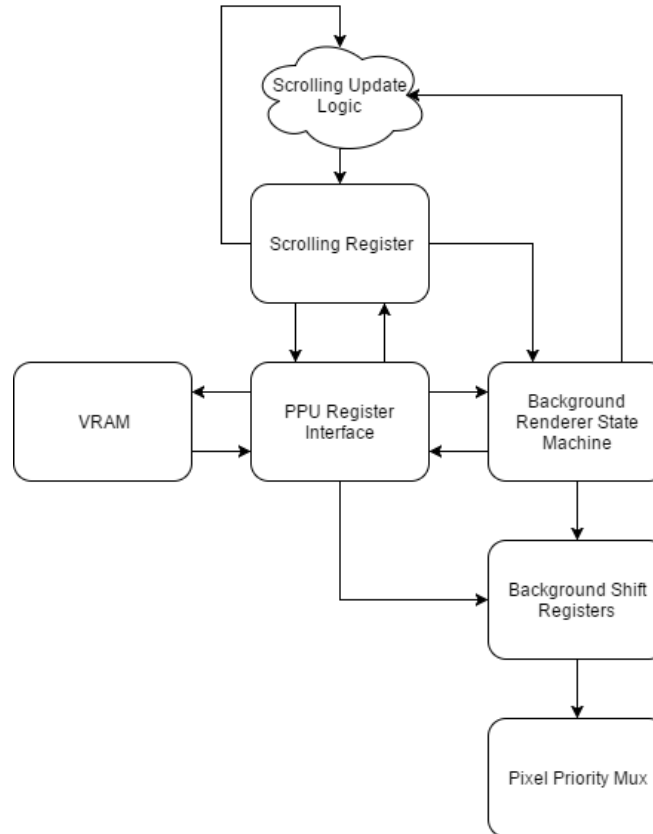 Scrolling Update
Logic
Scrolling Register
VRAM
PPU Register
Interface
Background
Renderer State
Machine
Background Shift
Registers
Pixel Priority Mux